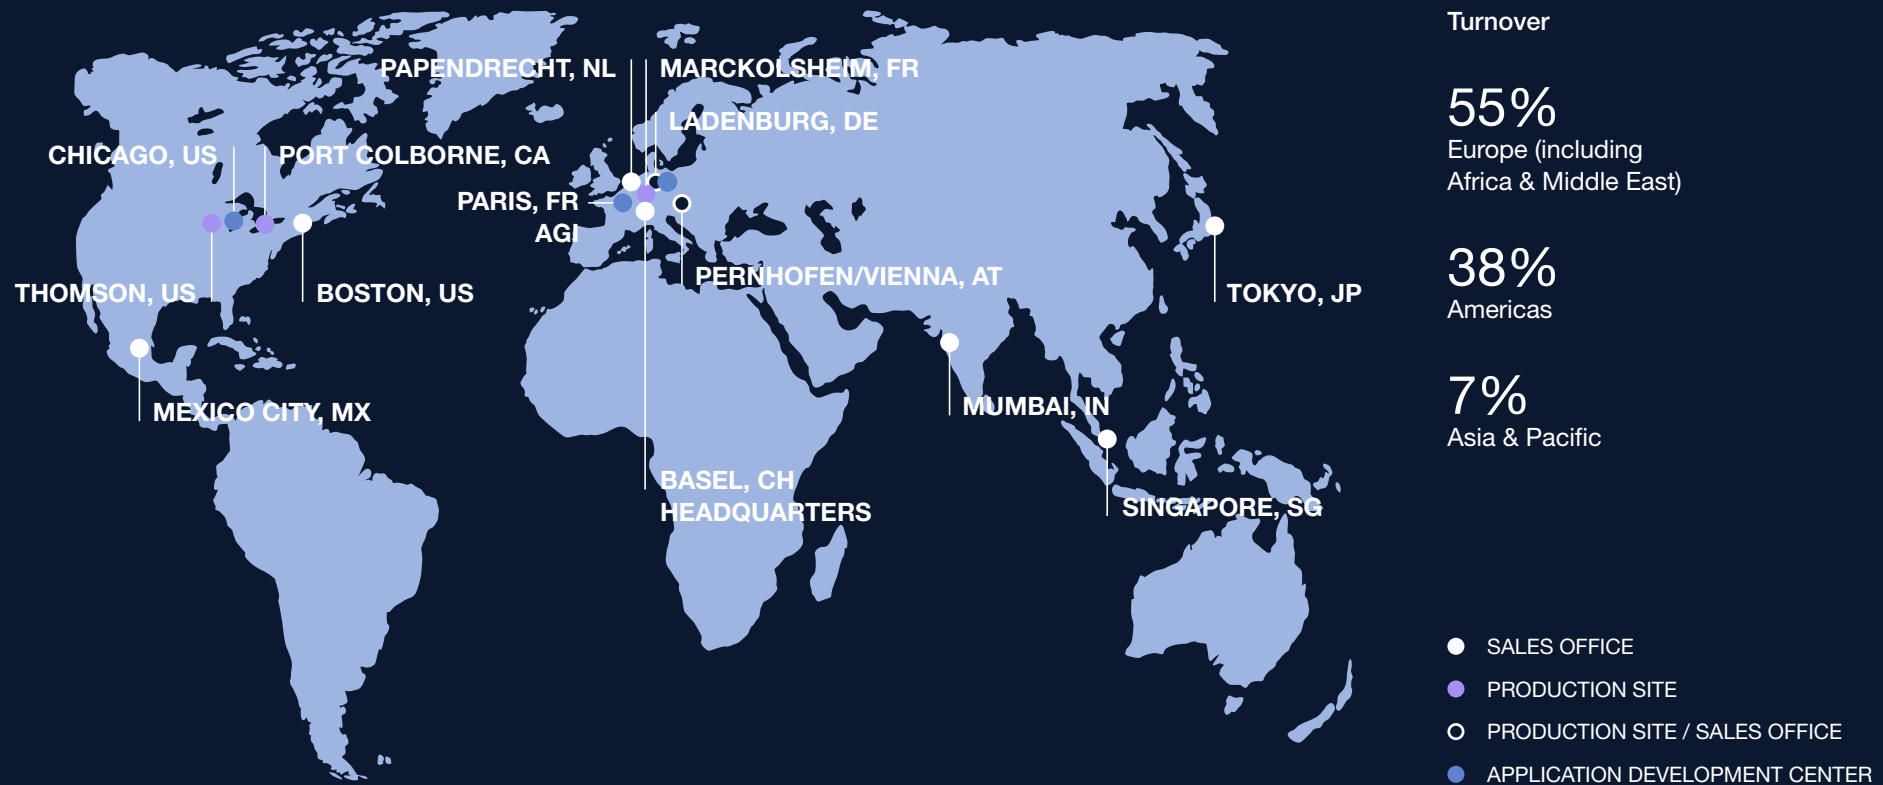 PAPENDRECHT, NL
MARCKOLSHEIM, FR
LADENBURG, DE
CHICAGO, US
PORT COLBORNE, CA
PARIS, FR
AGI
PERNHOFEN/VIENNA, AT
THOMSON, US
BOSTON, US
TOKYO, JP
MEXICO CITY, MX
MUMBAI, IN
BASEL, CH
HEADQUARTERS
SINGAPORE, SG
Turnover
55%
Europe (including
Africa & Middle East)
38%
Americas
7%
Asia & Pacific
SALES OFFICE
PRODUCTION SITE
PRODUCTION SITE / SALES OFFICE
APPLICATION DEVELOPMENT CENTER